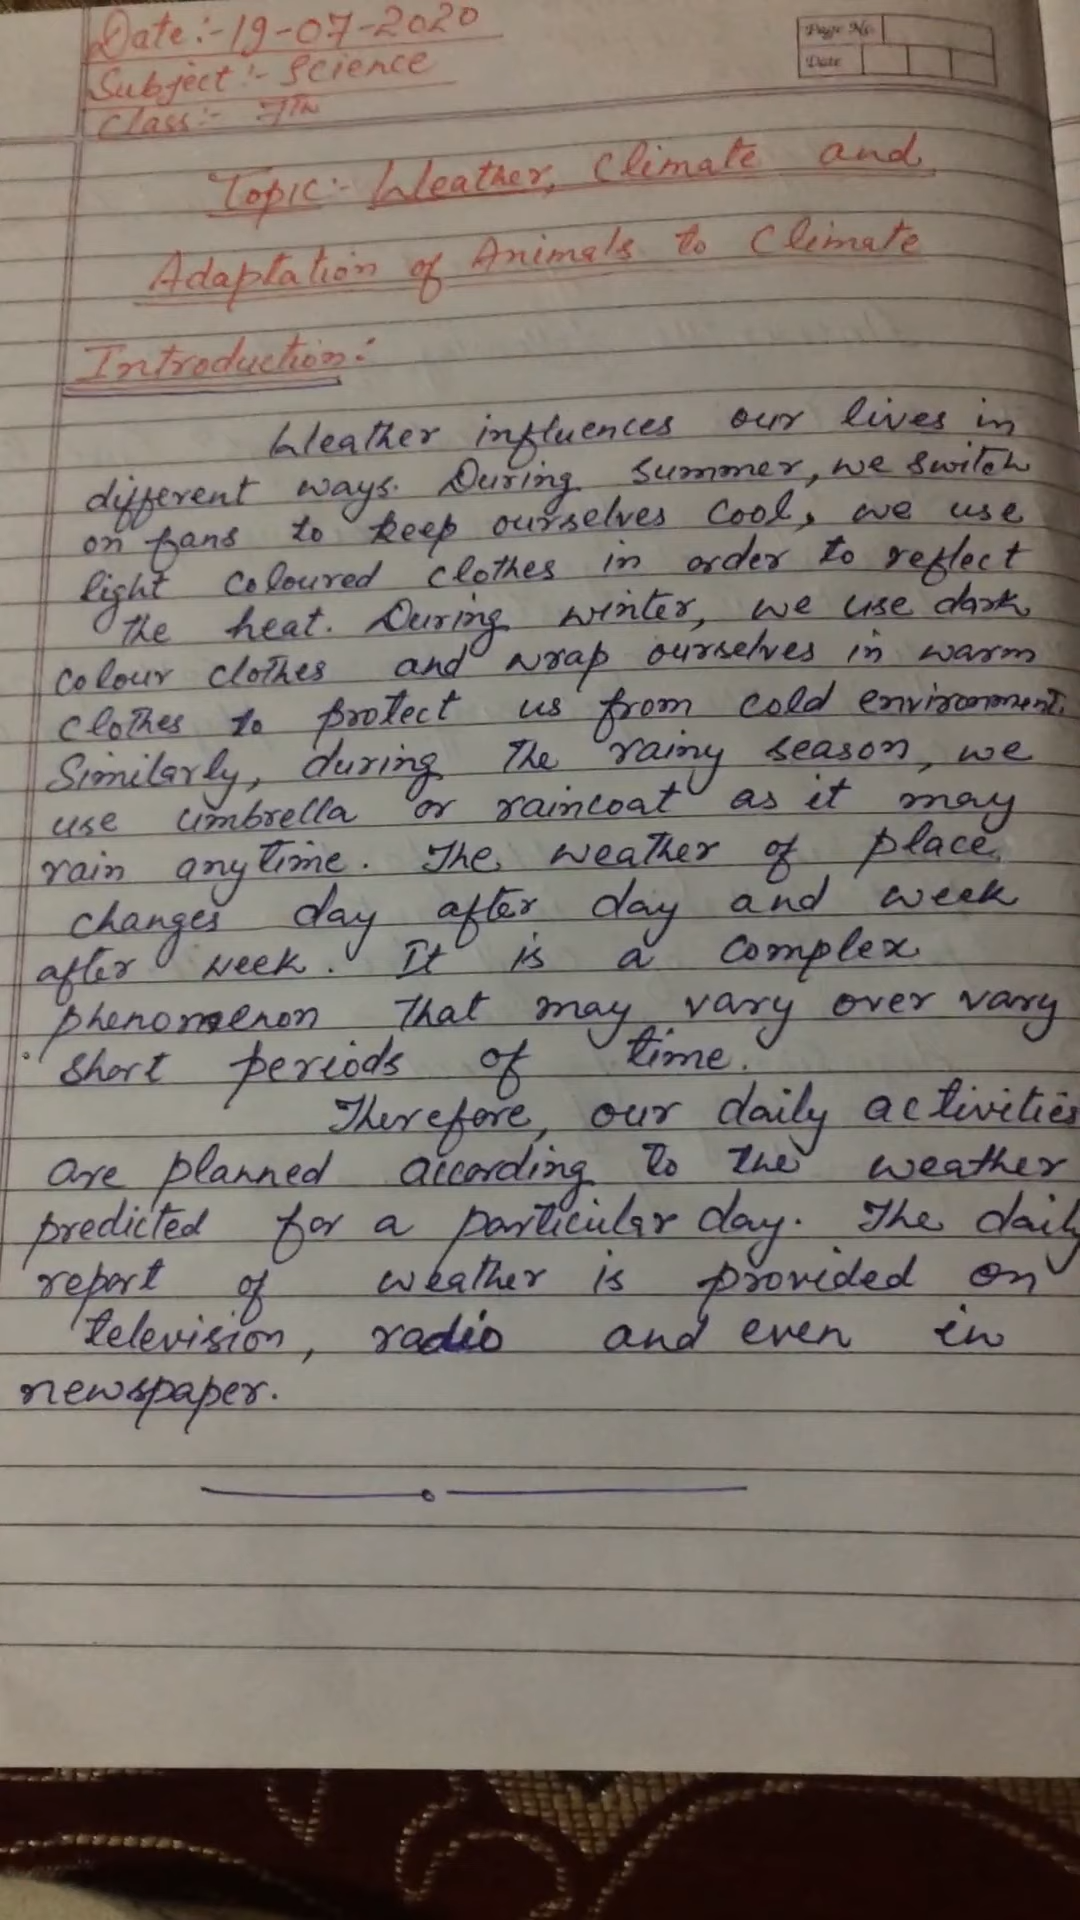 Date:-19-07-2020
Page No.
Subject:- Science
Date
Class:- 7Th
Topic:- Weather, Climate and
Adaptation of Animals to Climate
Introduction:
Weather influences our lives in
different ways. During summer, we switch
on fans to keep ourselves cool, we use
light coloured clothes in order to reflect
the heat. During winter, we use dark
colour clothes and wrap ourselves in warm
clothes to protect us from cold environment.
Similarly, during the rainy season, we
use umbrella or raincoat as it may
rain anytime. The weather of place
changes day after day and week
after week. It is a complex
phenomenon that may vary over vary
short periods of time.
Therefore, our daily activities
are planned according to the weather
predicted for a particular day. The daily
report of weather is provided on
television, radio and even in
newspaper.